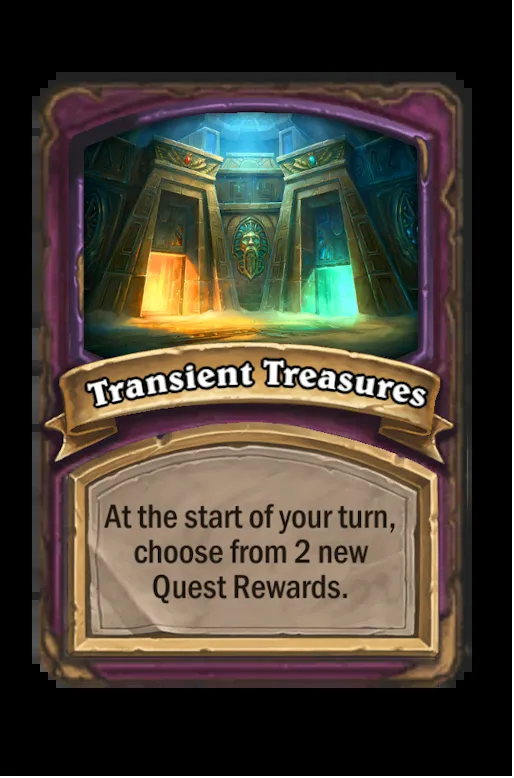 Transient Treasures
At the start of your turn,
choose from 2 new
Quest Rewards.